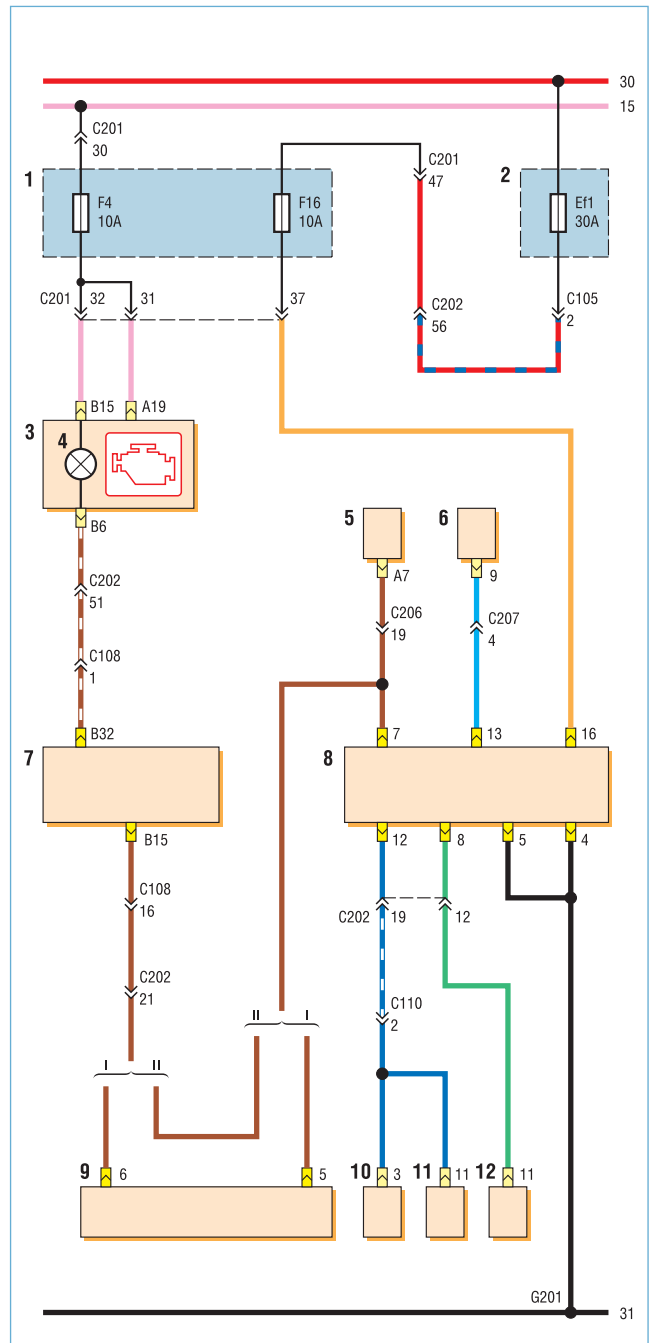 30
15
C201
30
1
F4
10A
F16
10A
C201
47
2
Ef1
30A
C201 32 31 37
C202
56
C105
2
B15 A19
3 4
B6
5 6
A7 9
C202
51
C206
19
C207
4
C108
1
B32 7 13 16
7 8
B15 12 8 5 4
C108
16
C202 19 12
C202
21
C110
2
II I
I II
9 6 5 10 3 11 11 12 11
G201
31